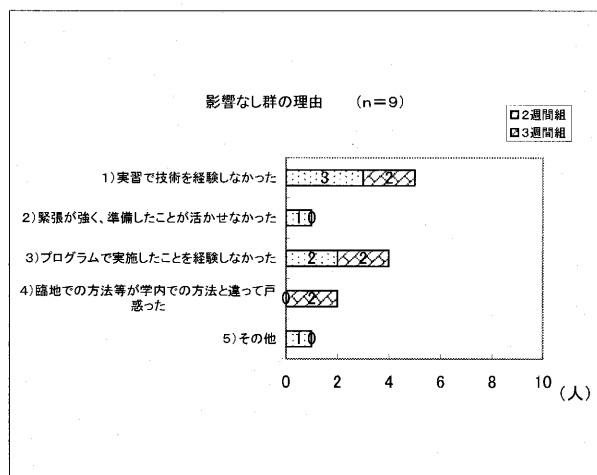 影響なし群の理由 (n=9)
2週間組
3週間組
1)実習で技術を経験しなかった
3 2
2)緊張が強く、準備したことが活かせなかった
1 0
3)プログラムで実施したことを経験しなかった
2 2
4)臨地での方法等が学内での方法と違って戸
惑った
0 2
5)その他
1 0
0 2 4 6 8 10
(人)